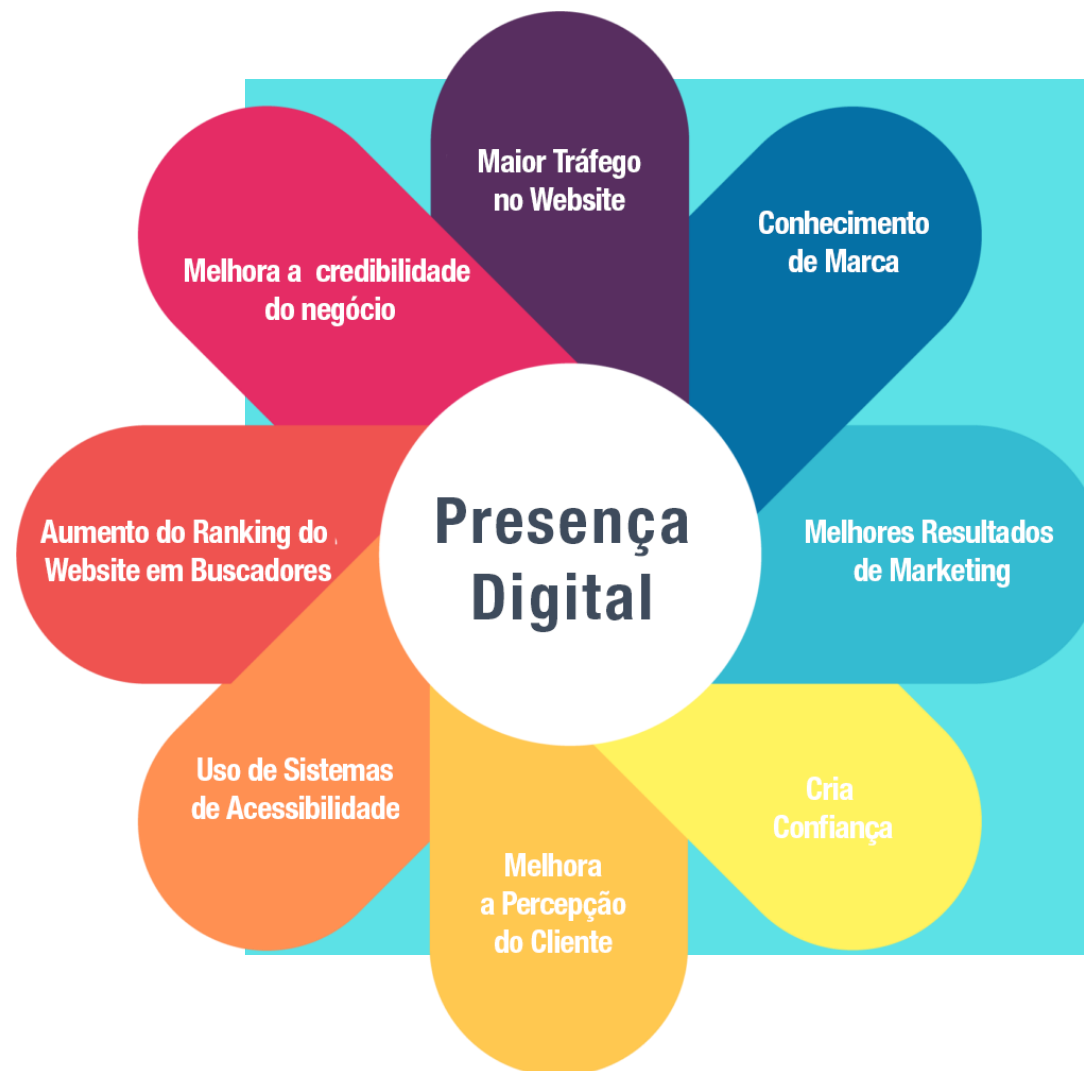 Maior Tráfego
no Website
Conhecimento
de Marca
Melhora a  credibilidade
do negócio
Presença
Digital
Aumento do Ranking do
Website em Buscadores
Melhores Resultados
de Marketing
Uso de Sistemas
de Acessibilidade
Cria
Confiança
Melhora
a Percepção
do Cliente